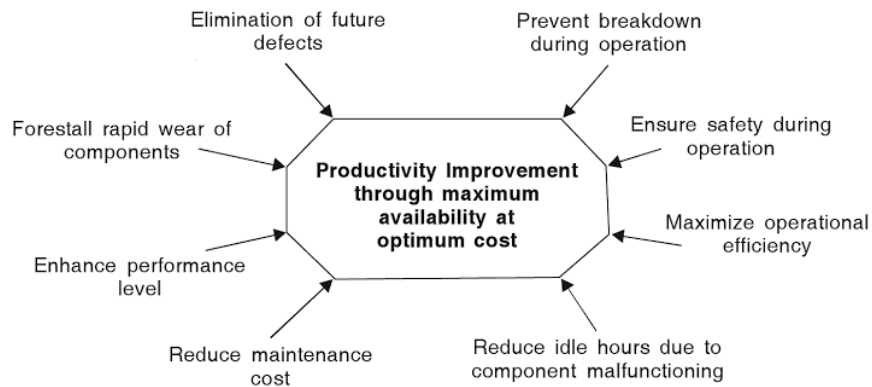 Elimination of future
defects
Prevent breakdown
during operation
Forestall rapid wear of
components
Ensure safety during
operation
Productivity Improvement
through maximum
availability at
optimum cost
Maximize operational
efficiency
Enhance performance
level
Reduce maintenance
cost
Reduce idle hours due to
component malfunctioning